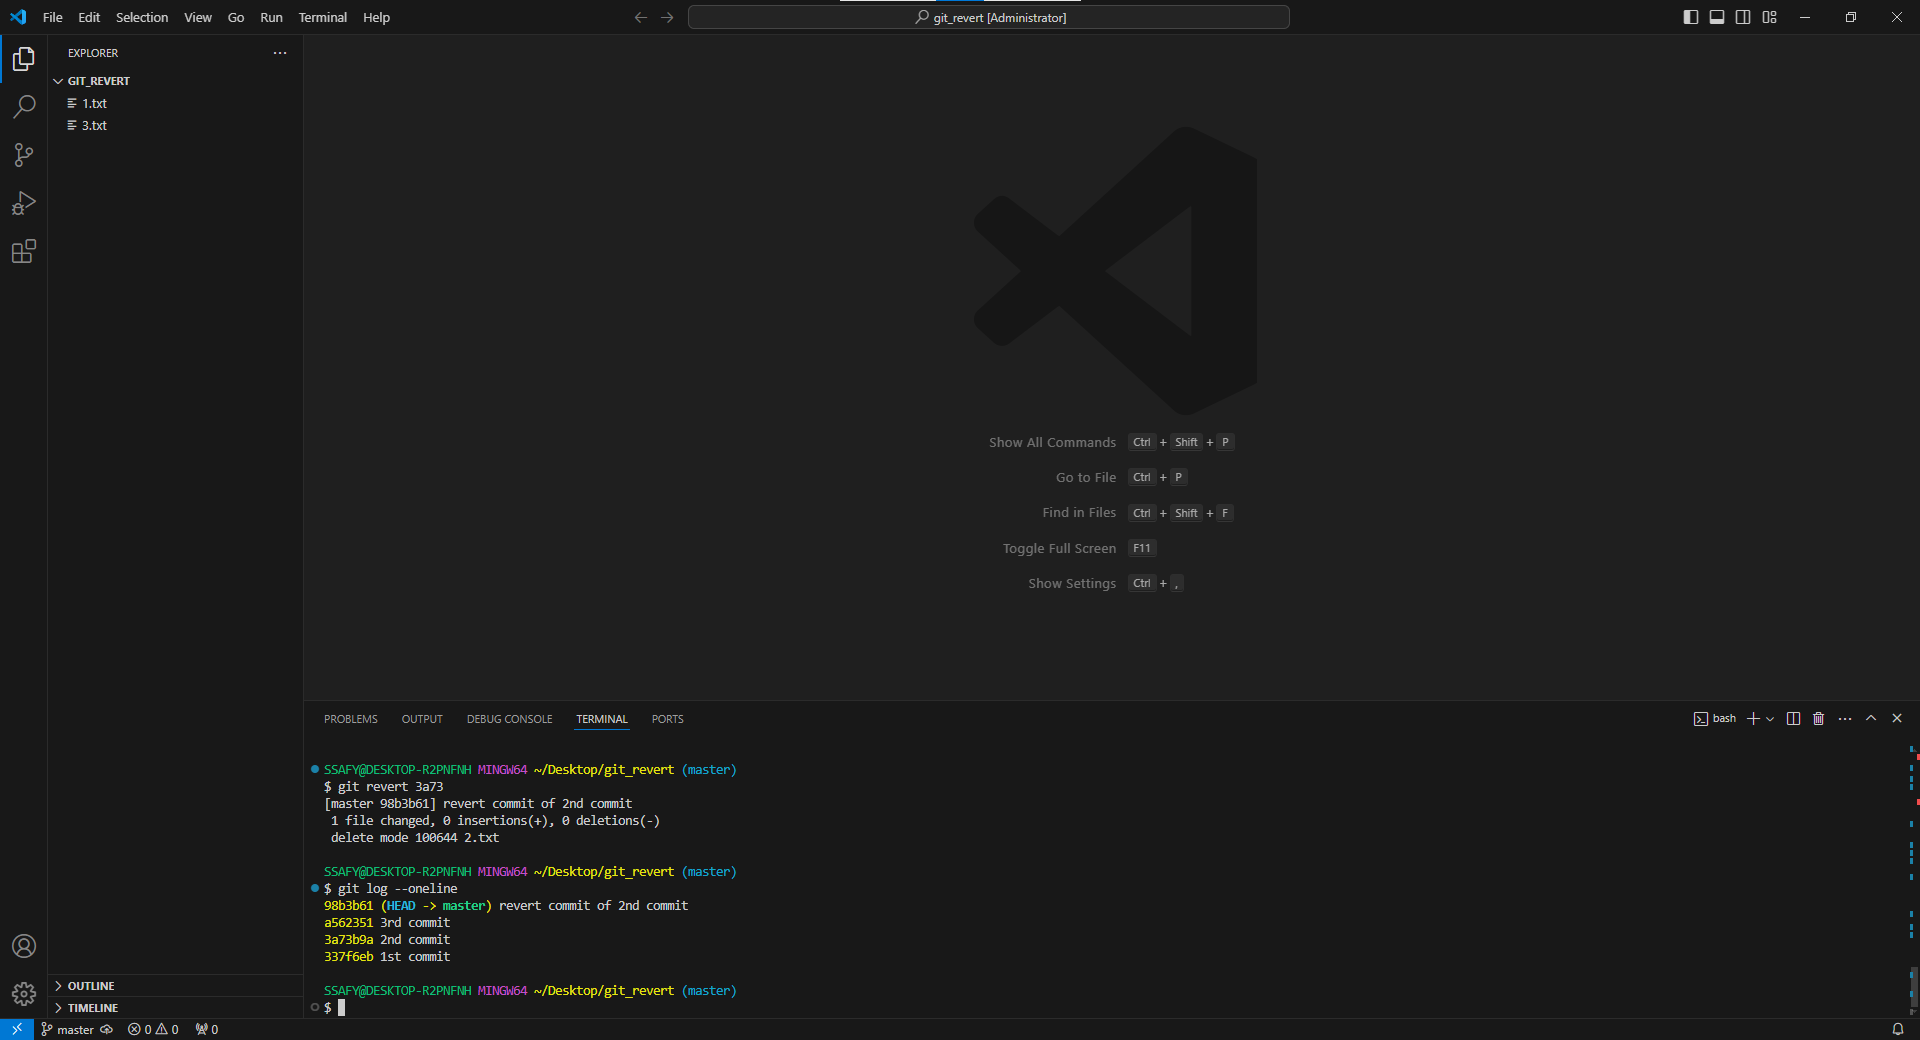 File Edit Selection View Go Run Terminal Help
git_revert [Administrator]
EXPLORER
GIT_REVERT
1.txt
3.txt
Show All Commands Ctrl + Shift + P
Go to File Ctrl + P
Find in Files Ctrl + Shift + F
Toggle Full Screen F11
Show Settings Ctrl + ,
PROBLEMS OUTPUT DEBUG CONSOLE TERMINAL PORTS
bash
SSAFY@DESKTOP-R2PNFNH MINGW64 ~/Desktop/git_revert (master)
$ git revert 3a73
[master 98b3b61] revert commit of 2nd commit
1 file changed, 0 insertions(+), 0 deletions(-)
delete mode 100644 2.txt
SSAFY@DESKTOP-R2PNFNH MINGW64 ~/Desktop/git_revert (master)
$ git log --oneline
98b3b61 (HEAD -> master) revert commit of 2nd commit
a562351 3rd commit
3a73b9a 2nd commit
337f6eb 1st commit
SSAFY@DESKTOP-R2PNFNH MINGW64 ~/Desktop/git_revert (master)
$
OUTLINE
TIMELINE
master 0 0 0